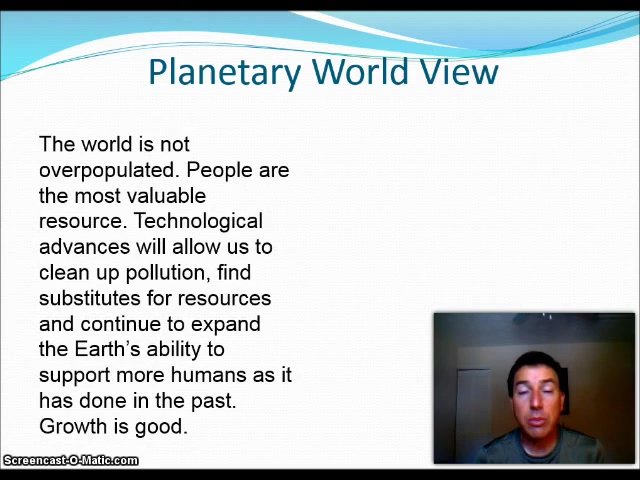 Planetary World View
The world is not
overpopulated. People are
the most valuable
resource. Technological
advances will allow us to
clean up pollution, find
substitutes for resources
and continue to expand
the Earth's ability to
support more humans as it
has done in the past.
Growth is good.
Screencast-O-Matic.com